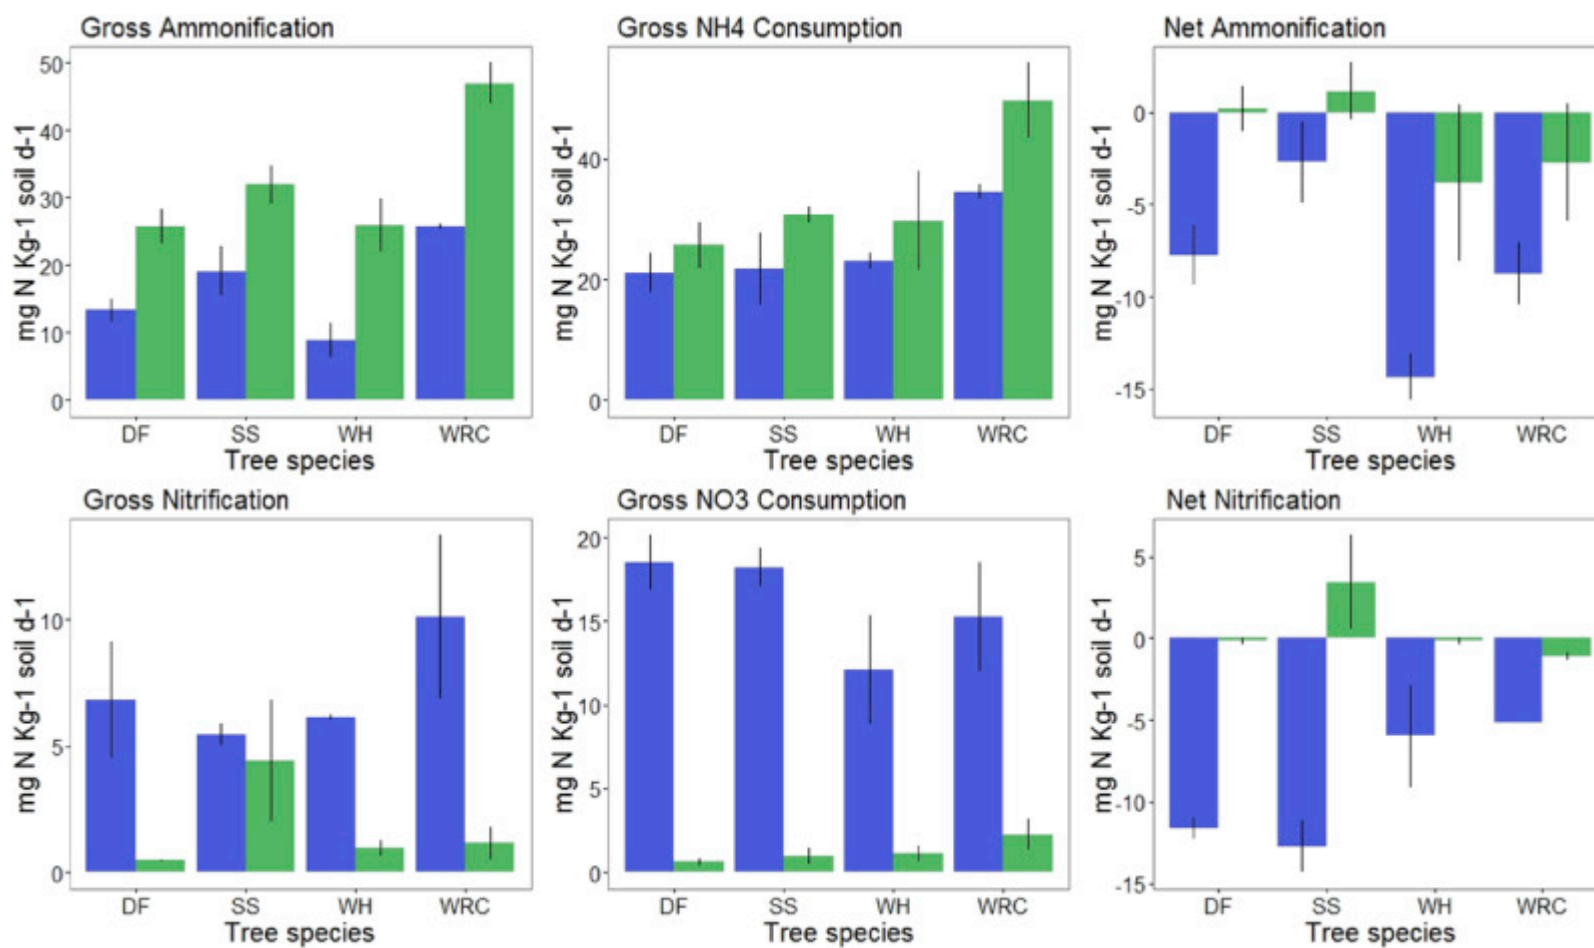 Gross Ammonification
mg N Kg-1 soil d-1
50
40
30
20
10
0
DF SS WH WRC
Tree species
Gross NH4 Consumption
mg N Kg-1 soil d-1
40
20
0
DF SS WH WRC
Tree species
Net Ammonification
mg N Kg-1 soil d-1
0
-5
-10
-15
DF SS WH WRC
Tree species
Gross Nitrification
mg N Kg-1 soil d-1
10
5
0
DF SS WH WRC
Tree species
Gross NO3 Consumption
mg N Kg-1 soil d-1
20
15
10
5
0
DF SS WH WRC
Tree species
Net Nitrification
mg N Kg-1 soil d-1
5
0
-5
-10
-15
DF SS WH WRC
Tree species